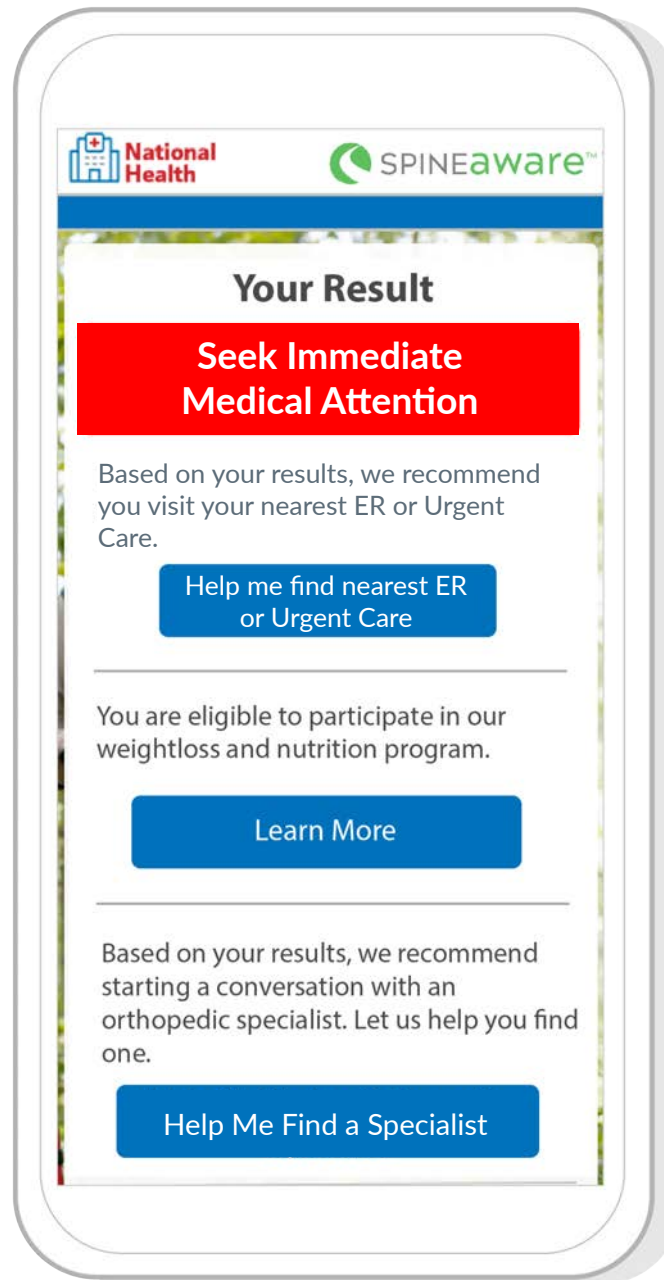 National
Health
SPINEaware™
Your Result
Seek Immediate
Medical Attention
Based on your results, we recommend
you visit your nearest ER or Urgent
Care.
Help me find nearest ER
or Urgent Care
You are eligible to participate in our
weightloss and nutrition program.
Learn More
Based on your results, we recommend
starting a conversation with an
orthopedic specialist. Let us help you find
one.
Help Me Find a Specialist